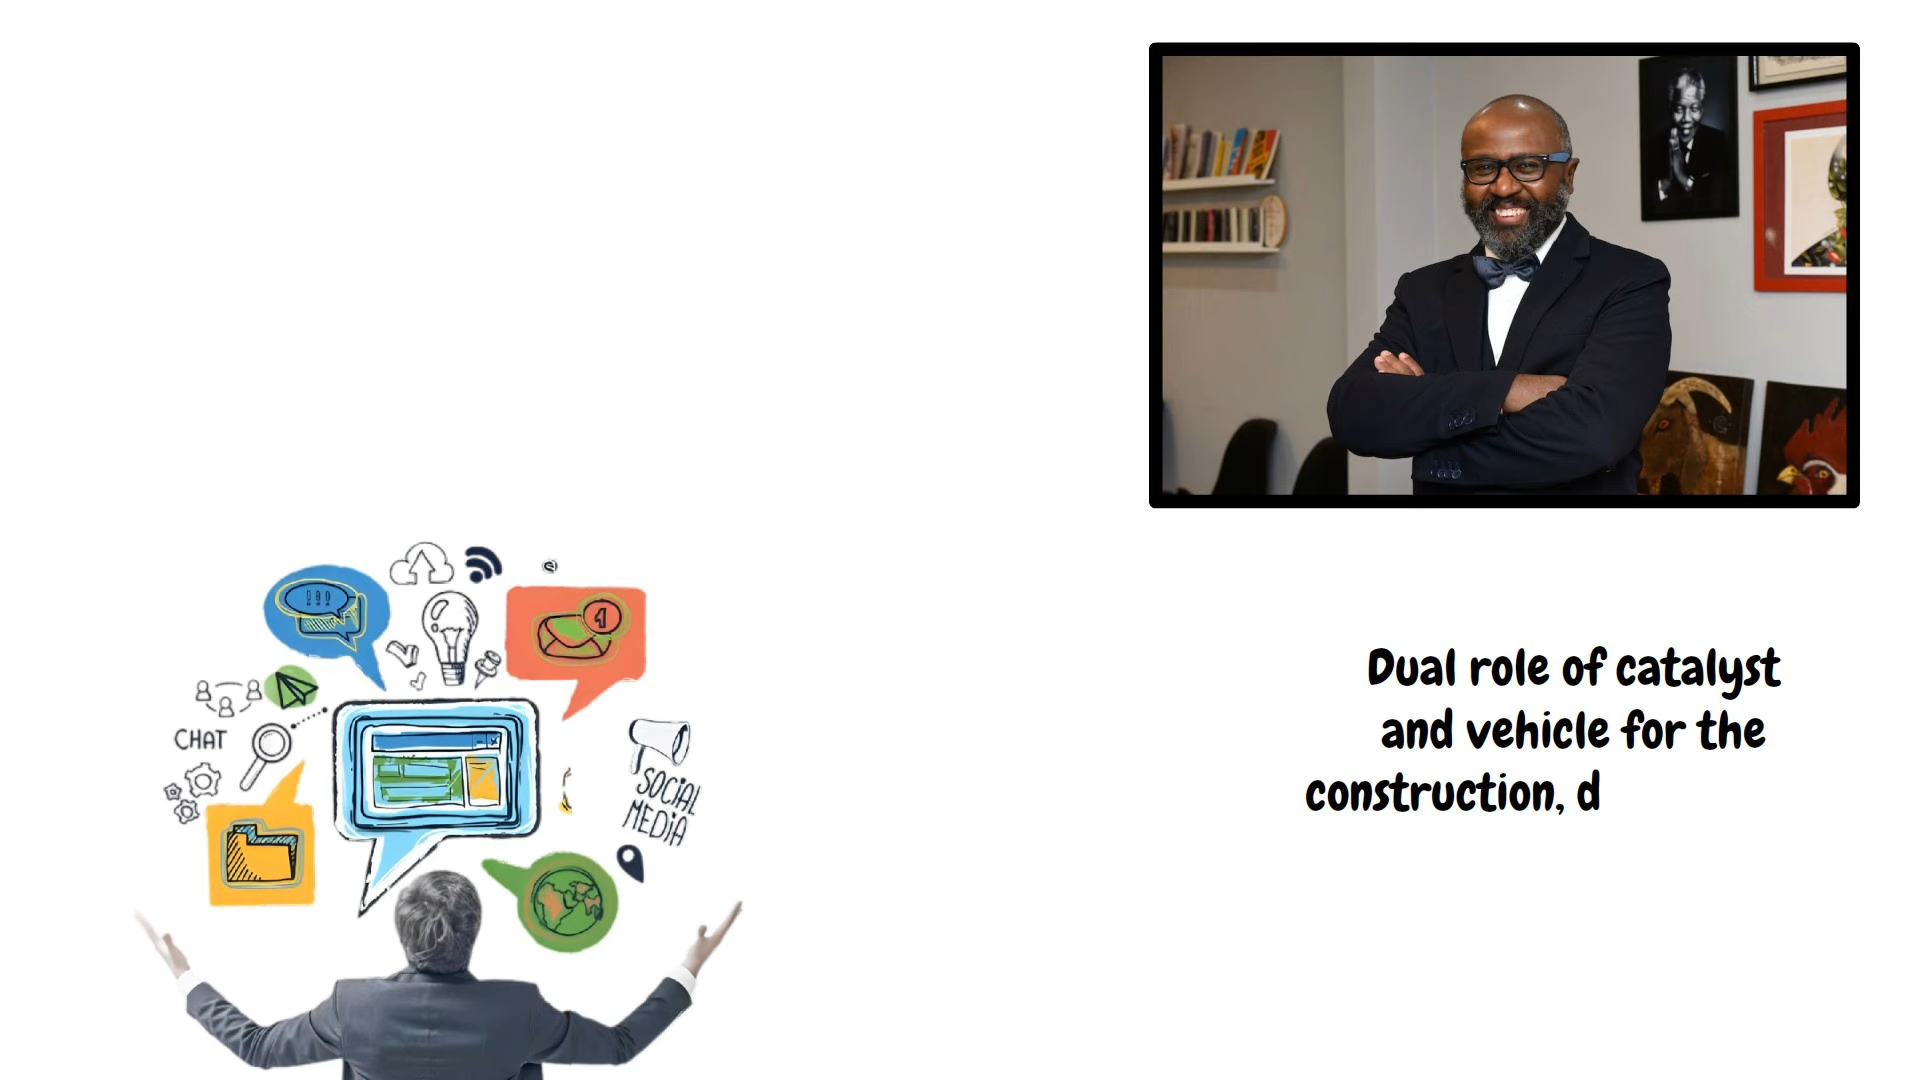 CHAT
SOCIAL
MEDIA
Dual role of catalyst
and vehicle for the
construction, d